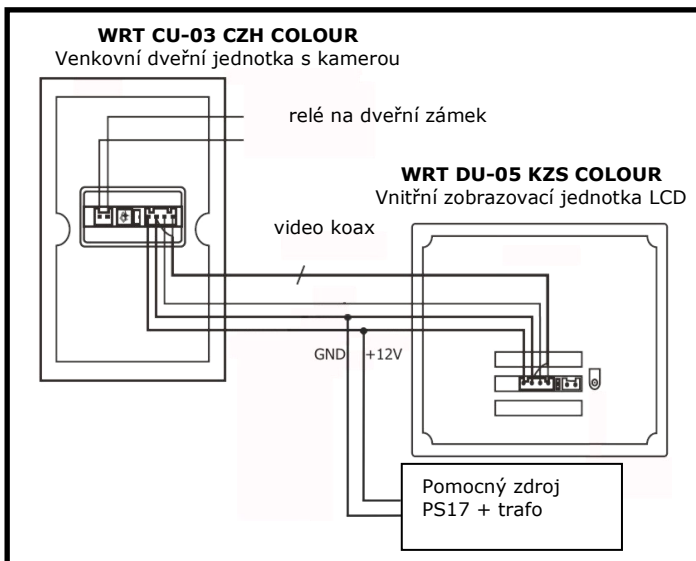 WRT CU-03 CZH COLOUR
Venkovní dveřní jednotka s kamerou
relé na dveřní zámek
WRT DU-05 KZS COLOUR
Vnitřní zobrazovací jednotka LCD
video koax
GND +12V
Pomocný zdroj
PS17 + trafo